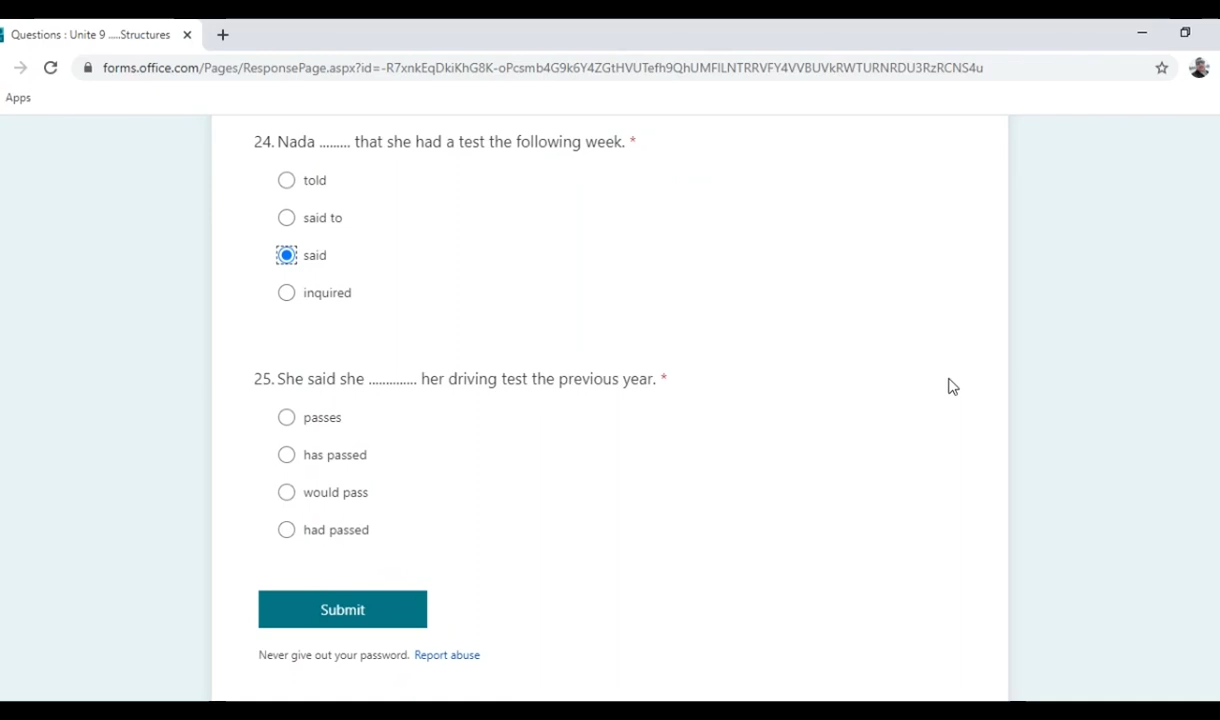 Questions : Unite 9 .....Structures
forms.office.com/Pages/ResponsePage.aspx?id=-R7xnkEqDkiKhG8K-oPcsmb4G9k6Y4ZGtHVUTefh9QhUMFlLNTRRVFY4VVBUVkRWTURNRDU3RzRCNS4u
Apps
24. Nada ......... that she had a test the following week. *
told
said to
said
inquired
25. She said she .............. her driving test the previous year. *
passes
has passed
would pass
had passed
Submit
Never give out your password. Report abuse